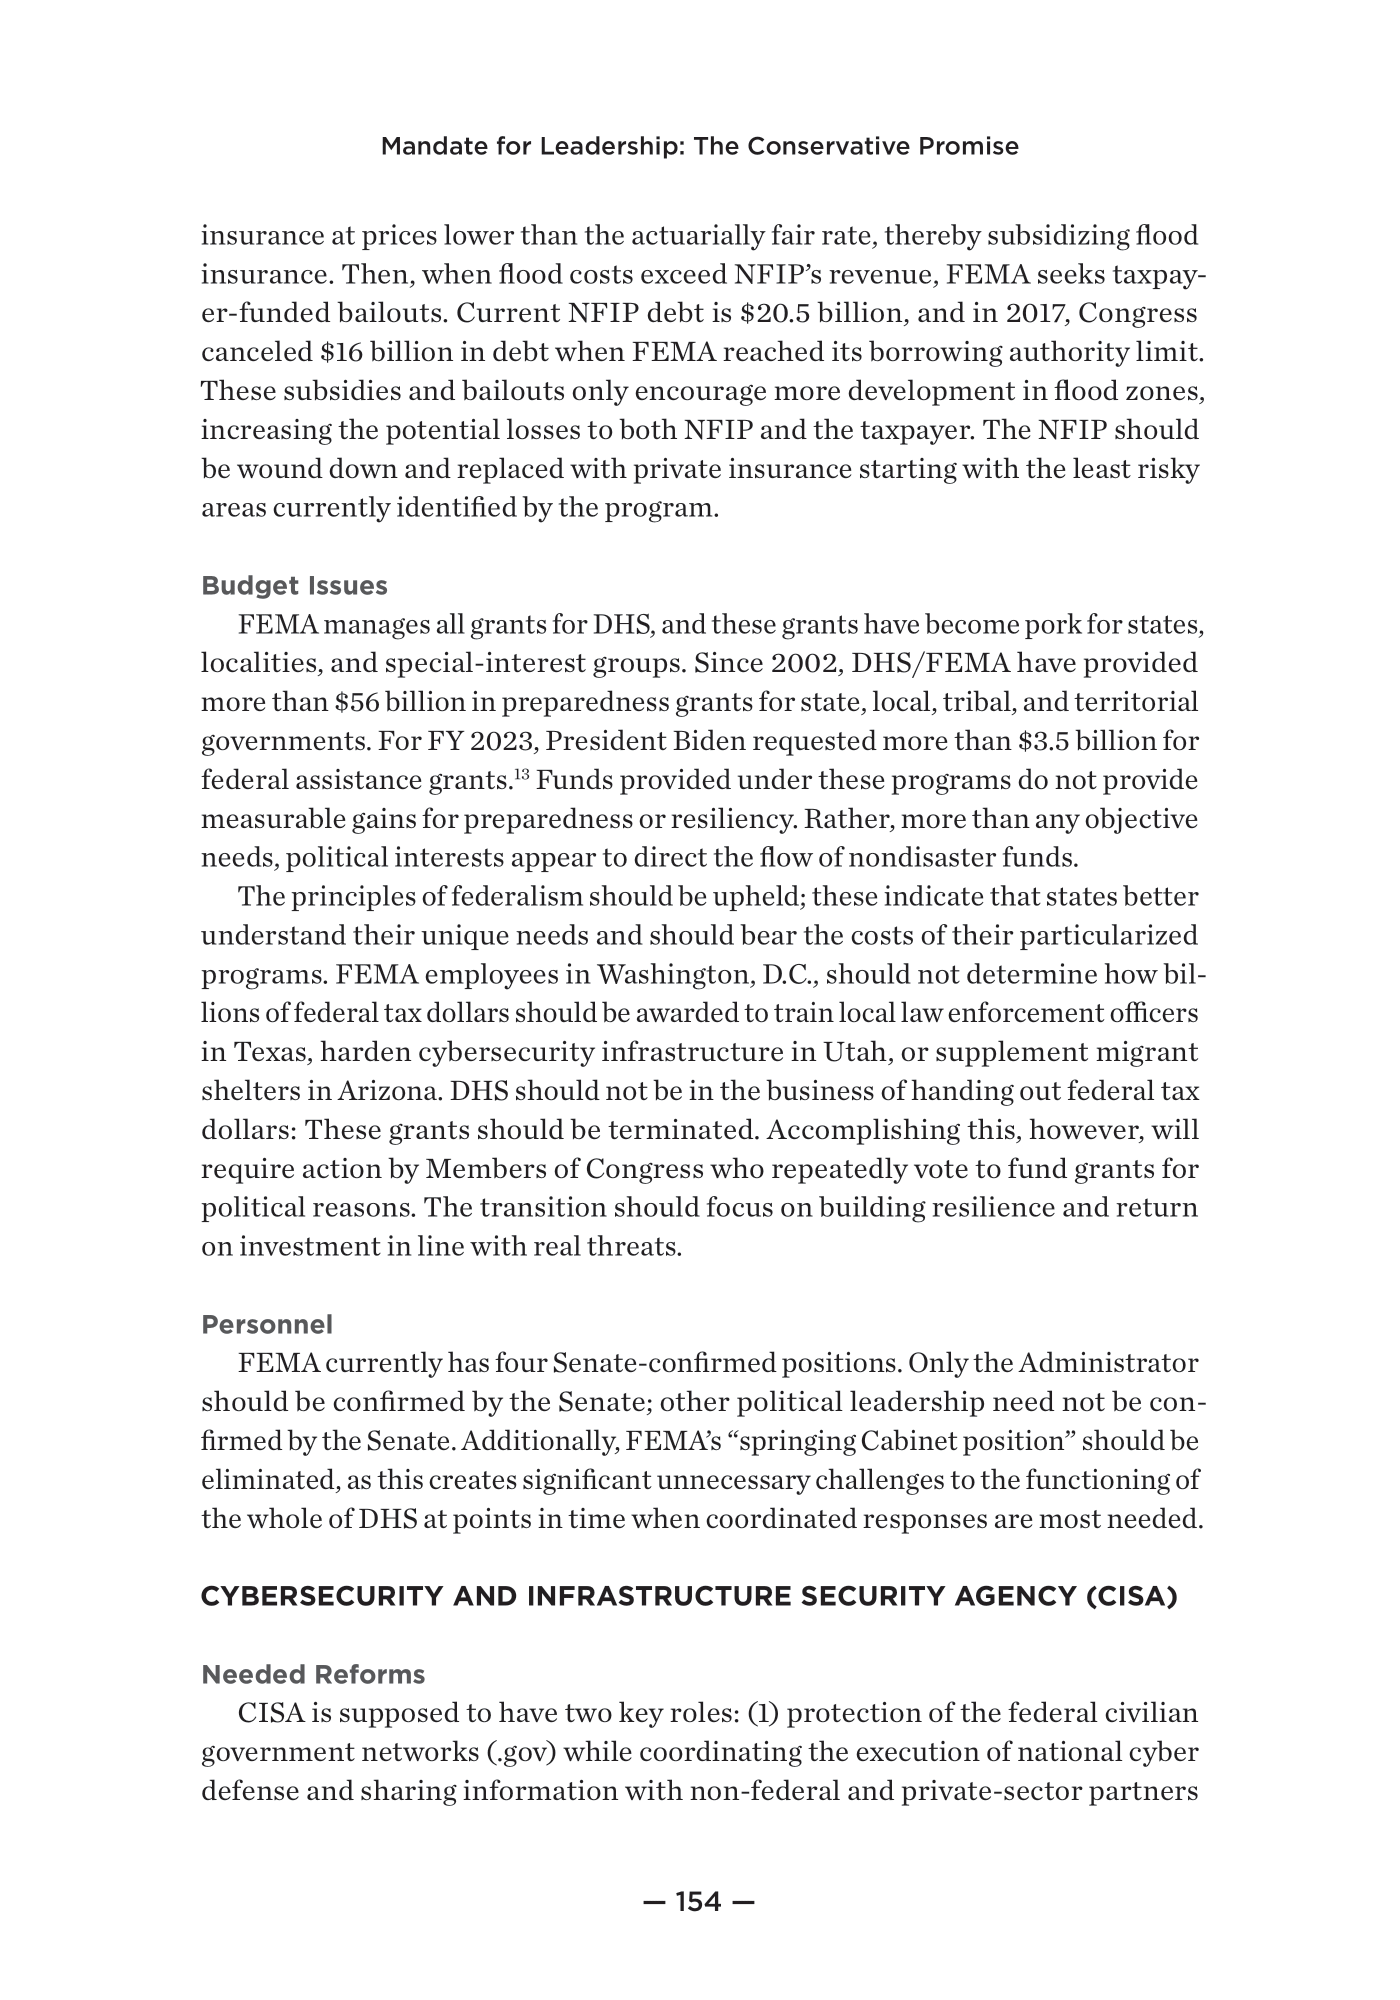 Mandate for Leadership: The Conservative Promise
insurance at prices lower than the actuarially fair rate, thereby subsidizing flood
insurance. Then, when flood costs exceed NFIP’s revenue, FEMA seeks taxpay-
er-funded bailouts. Current NFIP debt is $20.5 billion, and in 2017, Congress
canceled $16 billion in debt when FEMA reached its borrowing authority limit.
These subsidies and bailouts only encourage more development in flood zones,
increasing the potential losses to both NFIP and the taxpayer. The NFIP should
be wound down and replaced with private insurance starting with the least risky
areas currently identified by the program.
Budget Issues
FEMA manages all grants for DHS, and these grants have become pork for states,
localities, and special-interest groups. Since 2002, DHS/FEMA have provided
more than $56 billion in preparedness grants for state, local, tribal, and territorial
governments. For FY 2023, President Biden requested more than $3.5 billion for
federal assistance grants.13 Funds provided under these programs do not provide
measurable gains for preparedness or resiliency. Rather, more than any objective
needs, political interests appear to direct the flow of nondisaster funds.
The principles of federalism should be upheld; these indicate that states better
understand their unique needs and should bear the costs of their particularized
programs. FEMA employees in Washington, D.C., should not determine how bil-
lions of federal tax dollars should be awarded to train local law enforcement officers
in Texas, harden cybersecurity infrastructure in Utah, or supplement migrant
shelters in Arizona. DHS should not be in the business of handing out federal tax
dollars: These grants should be terminated. Accomplishing this, however, will
require action by Members of Congress who repeatedly vote to fund grants for
political reasons. The transition should focus on building resilience and return
on investment in line with real threats.
Personnel
FEMA currently has four Senate-confirmed positions. Only the Administrator
should be confirmed by the Senate; other political leadership need not be con-
firmed by the Senate. Additionally, FEMA’s “springing Cabinet position” should be
eliminated, as this creates significant unnecessary challenges to the functioning of
the whole of DHS at points in time when coordinated responses are most needed.
CYBERSECURITY AND INFRASTRUCTURE SECURITY AGENCY (CISA)
Needed Reforms
CISA is supposed to have two key roles: (1) protection of the federal civilian
government networks (.gov) while coordinating the execution of national cyber
defense and sharing information with non-federal and private-sector partners
— 154 —